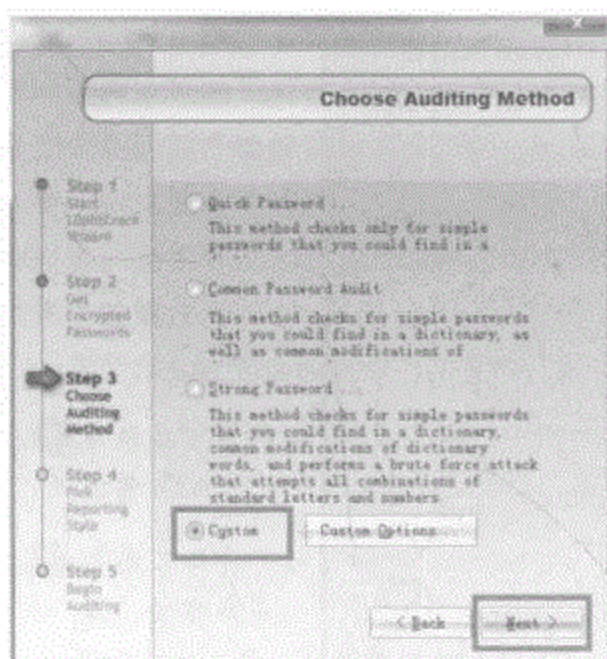 Choose Auditing Method
Step 1
Start
Wizard
Step 2
Get
Encrypted
Passwords
Step 3
Choose
Auditing
Method
Step 4
Pick
Reporting
Style
Step 5
Begin
Auditing
Quick Password ...
This method checks only for simple
passwords that you could find in a
Common Password Audit
This method checks for simple passwords
that you could find in a dictionary, as
well as common modifications of
Strong Password ...
This method checks for simple passwords
that you could find in a dictionary,
common modifications of dictionary
words, and performs a brute force attack
that attempts all combinations of
standard letters and numbers
Custom
Custom Options
< Back
Next >